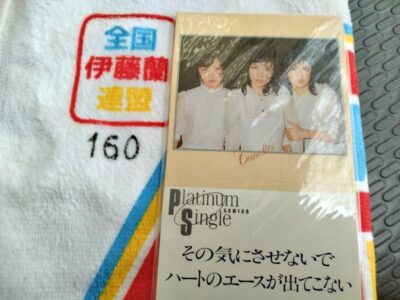 全国
伊藤蘭
連盟
160
Candies
Platinum
Single
SERIES
その気にさせないで
ハートのエースが出てこない